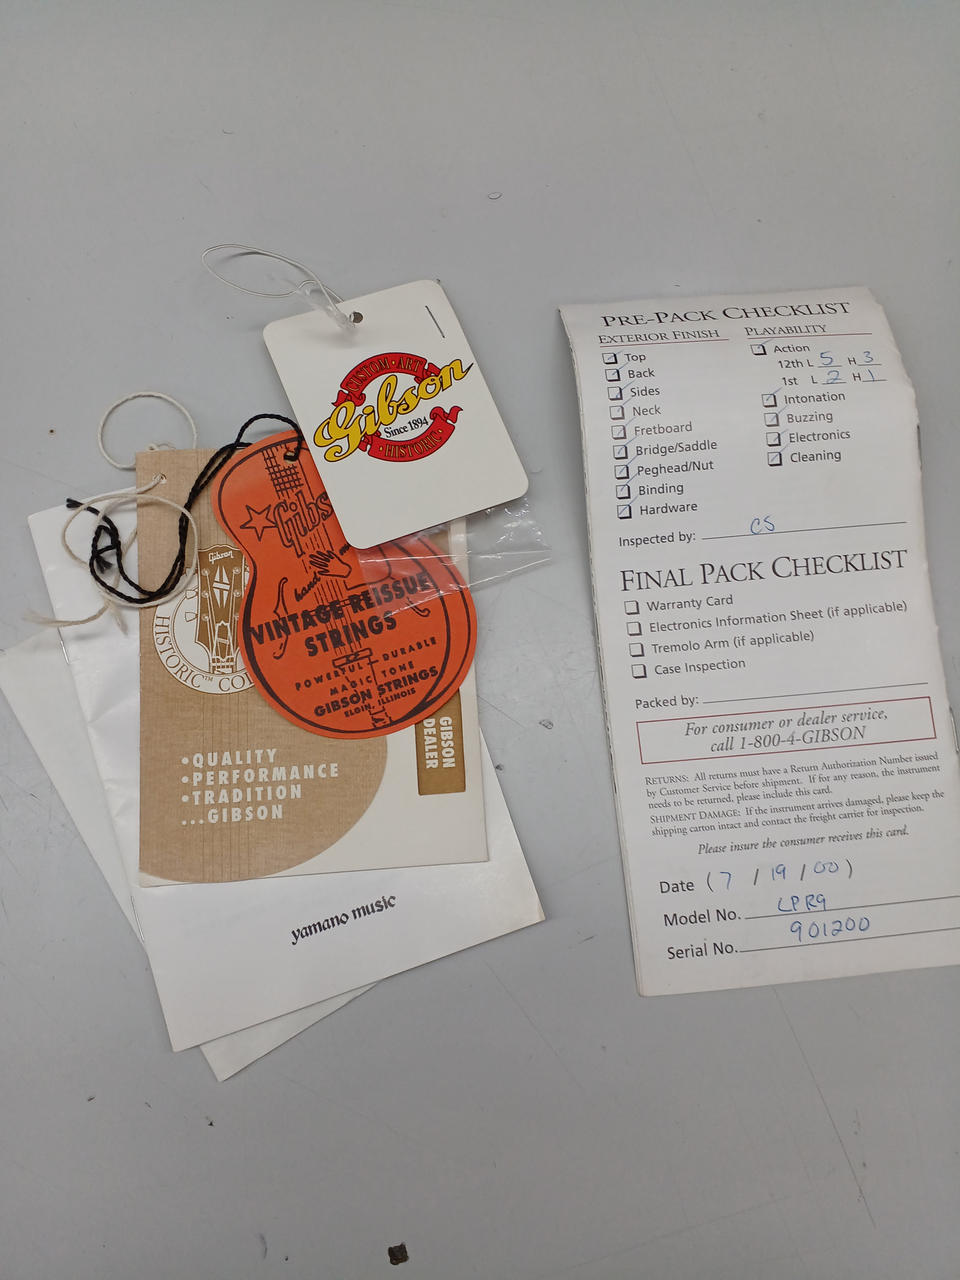 CUSTOM · ART
Gibson
Since 1894
· HISTORIC ·
Gibs
hand
VINTAGE REISSUE
STRINGS
POWERFUL - DURABLE
MAGIC TONE
GIBSON STRINGS
ELGIN, ILLINOIS
Gibson
HISTORIC™ COL
GIBSON
DEALER
•QUALITY
•PERFORMANCE
•TRADITION
...GIBSON
yamano music
PRE-PACK CHECKLIST
EXTERIOR FINISH
Top
Back
Sides
Neck
Fretboard
Bridge/Saddle
Peghead/Nut
Binding
Hardware
PLAYABILITY
Action
12th L 5 H 3
1st L 2 H 1
Intonation
Buzzing
Electronics
Cleaning
Inspected by: CS
FINAL PACK CHECKLIST
Warranty Card
Electronics Information Sheet (if applicable)
Tremolo Arm (if applicable)
Case Inspection
Packed by:
For consumer or dealer service,
call 1-800-4-GIBSON
RETURNS: All returns must have a Return Authorization Number issued
by Customer Service before shipment. If for any reason, the instrument
needs to be returned, please include this card.
SHIPMENT DAMAGE: If the instrument arrives damaged, please keep the
shipping carton intact and contact the freight carrier for inspection.
Please insure the consumer receives this card.
Date (7 / 19 / 00)
Model No. LPR9
Serial No. 901200